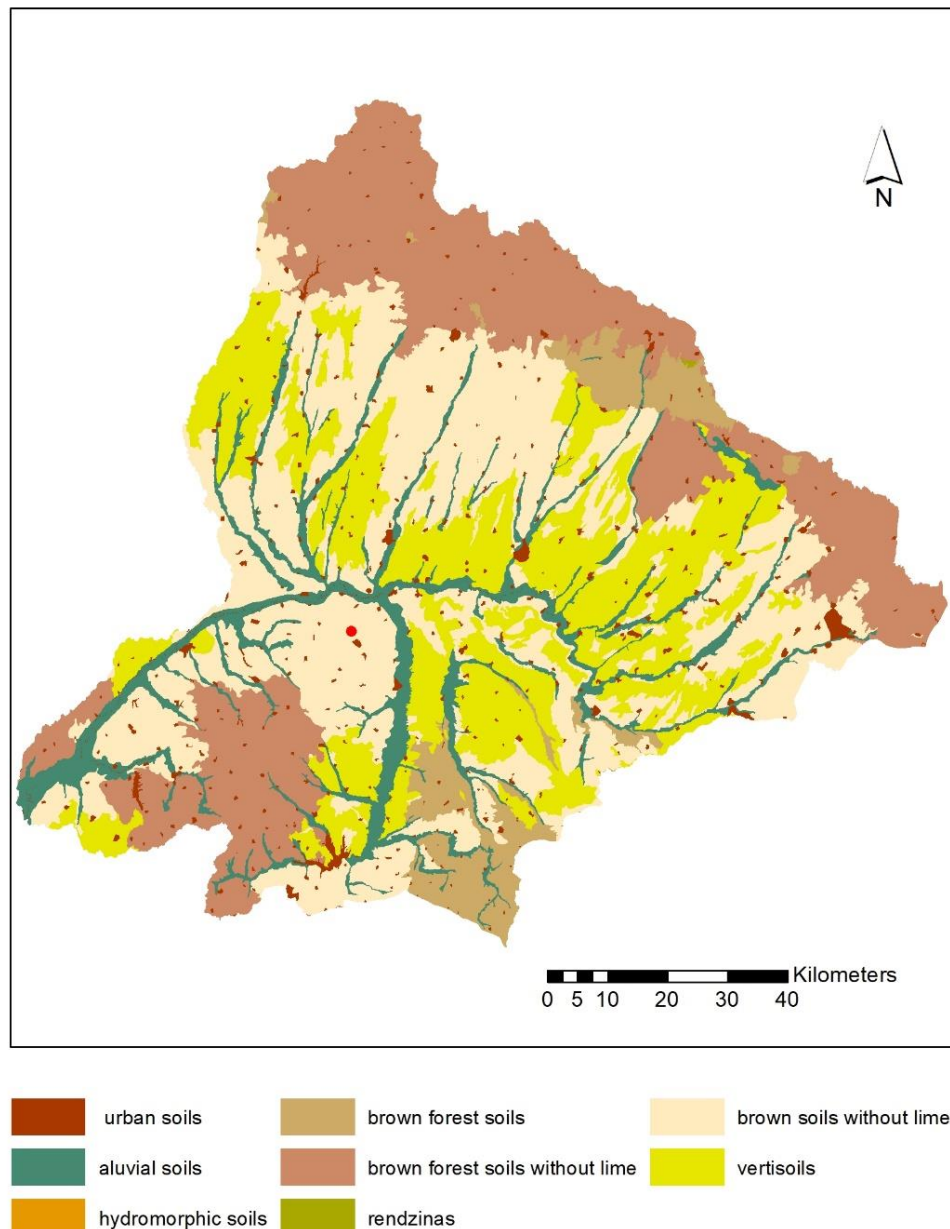 N
Kilometers
0 5 10 20 30 40
urban soils
brown forest soils
brown soils without lime
aluvial soils
brown forest soils without lime
vertisoils
hydromorphic soils
rendzinas